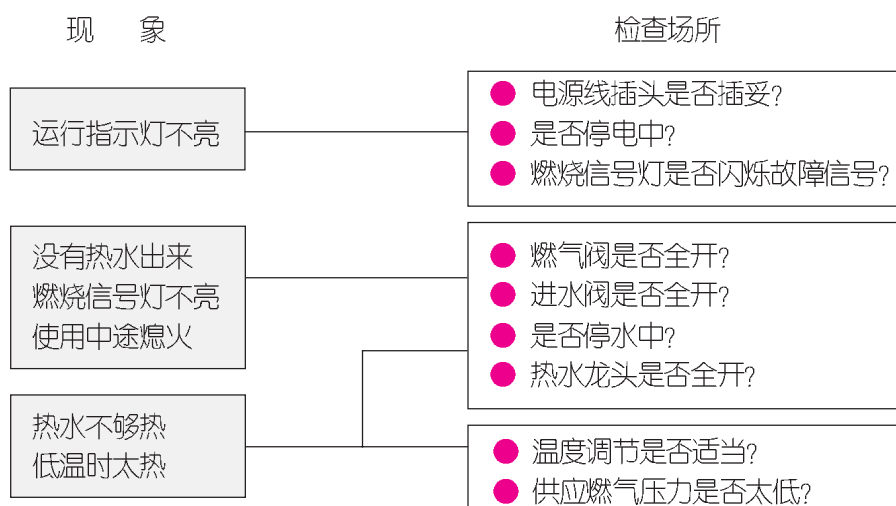 现 象
检查场所
运行指示灯不亮
● 电源线插头是否插妥?
● 是否停电中?
● 燃烧信号灯是否闪烁故障信号?
没有热水出来
燃烧信号灯不亮
使用中途熄火
● 燃气阀是否全开?
● 进水阀是否全开?
● 是否停水中?
● 热水龙头是否全开?
热水不够热
低温时太热
● 温度调节是否适当?
● 供应燃气压力是否太低?